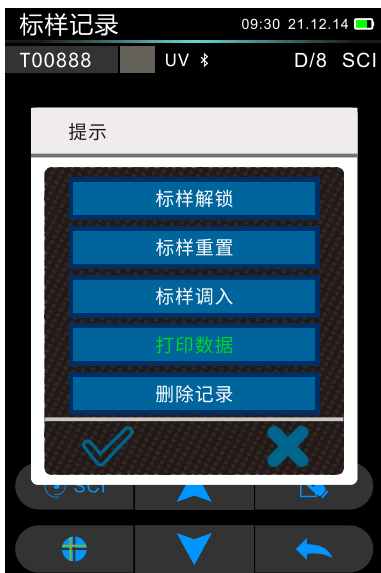 标样记录 09:30 21.12.14
T00888 UV D/8 SCI
提示
标样解锁
标样重置
标样调入
打印数据
删除记录
SCI